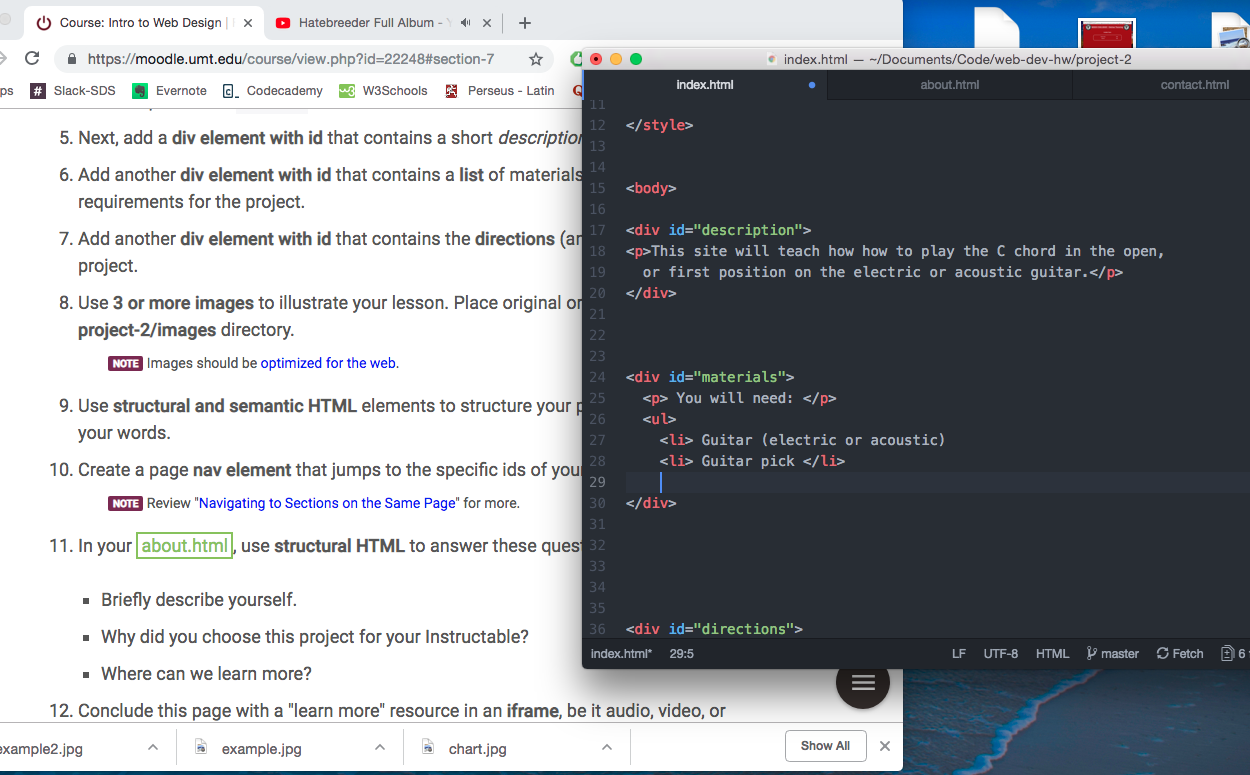 Course: Intro to Web Design |
Hatebreeder Full Album -
https://moodle.umt.edu/course/view.php?id=22248#section-7
ps
Slack-SDS
Evernote
Codecademy
W3Schools
Perseus - Latin
5. Next, add a div element with id that contains a short description
6. Add another div element with id that contains a list of materials
requirements for the project.
7. Add another div element with id that contains the directions (an
project.
8. Use 3 or more images to illustrate your lesson. Place original or
project-2/images directory.
NOTE Images should be optimized for the web.
9. Use structural and semantic HTML elements to structure your p
your words.
10. Create a page nav element that jumps to the specific ids of your
NOTE Review "Navigating to Sections on the Same Page" for more.
11. In your about.html, use structural HTML to answer these ques
Briefly describe yourself.
Why did you choose this project for your Instructable?
Where can we learn more?
12. Conclude this page with a "learn more" resource in an iframe, be it audio, video, or
example2.jpg
example.jpg
chart.jpg
Show All
index.html — ~/Documents/Code/web-dev-hw/project-2
index.html
about.html
contact.html
11
12 </style>
13
14
15 <body>
16
17 <div id="description">
18 <p>This site will teach how how to play the C chord in the open,
19 or first position on the electric or acoustic guitar.</p>
20 </div>
21
22
23
24 <div id="materials">
25 <p> You will need: </p>
26 <ul>
27 <li> Guitar (electric or acoustic)
28 <li> Guitar pick </li>
29
30 </div>
31
32
33
34
35
36 <div id="directions">
index.html* 29:5
LF UTF-8 HTML master Fetch 6